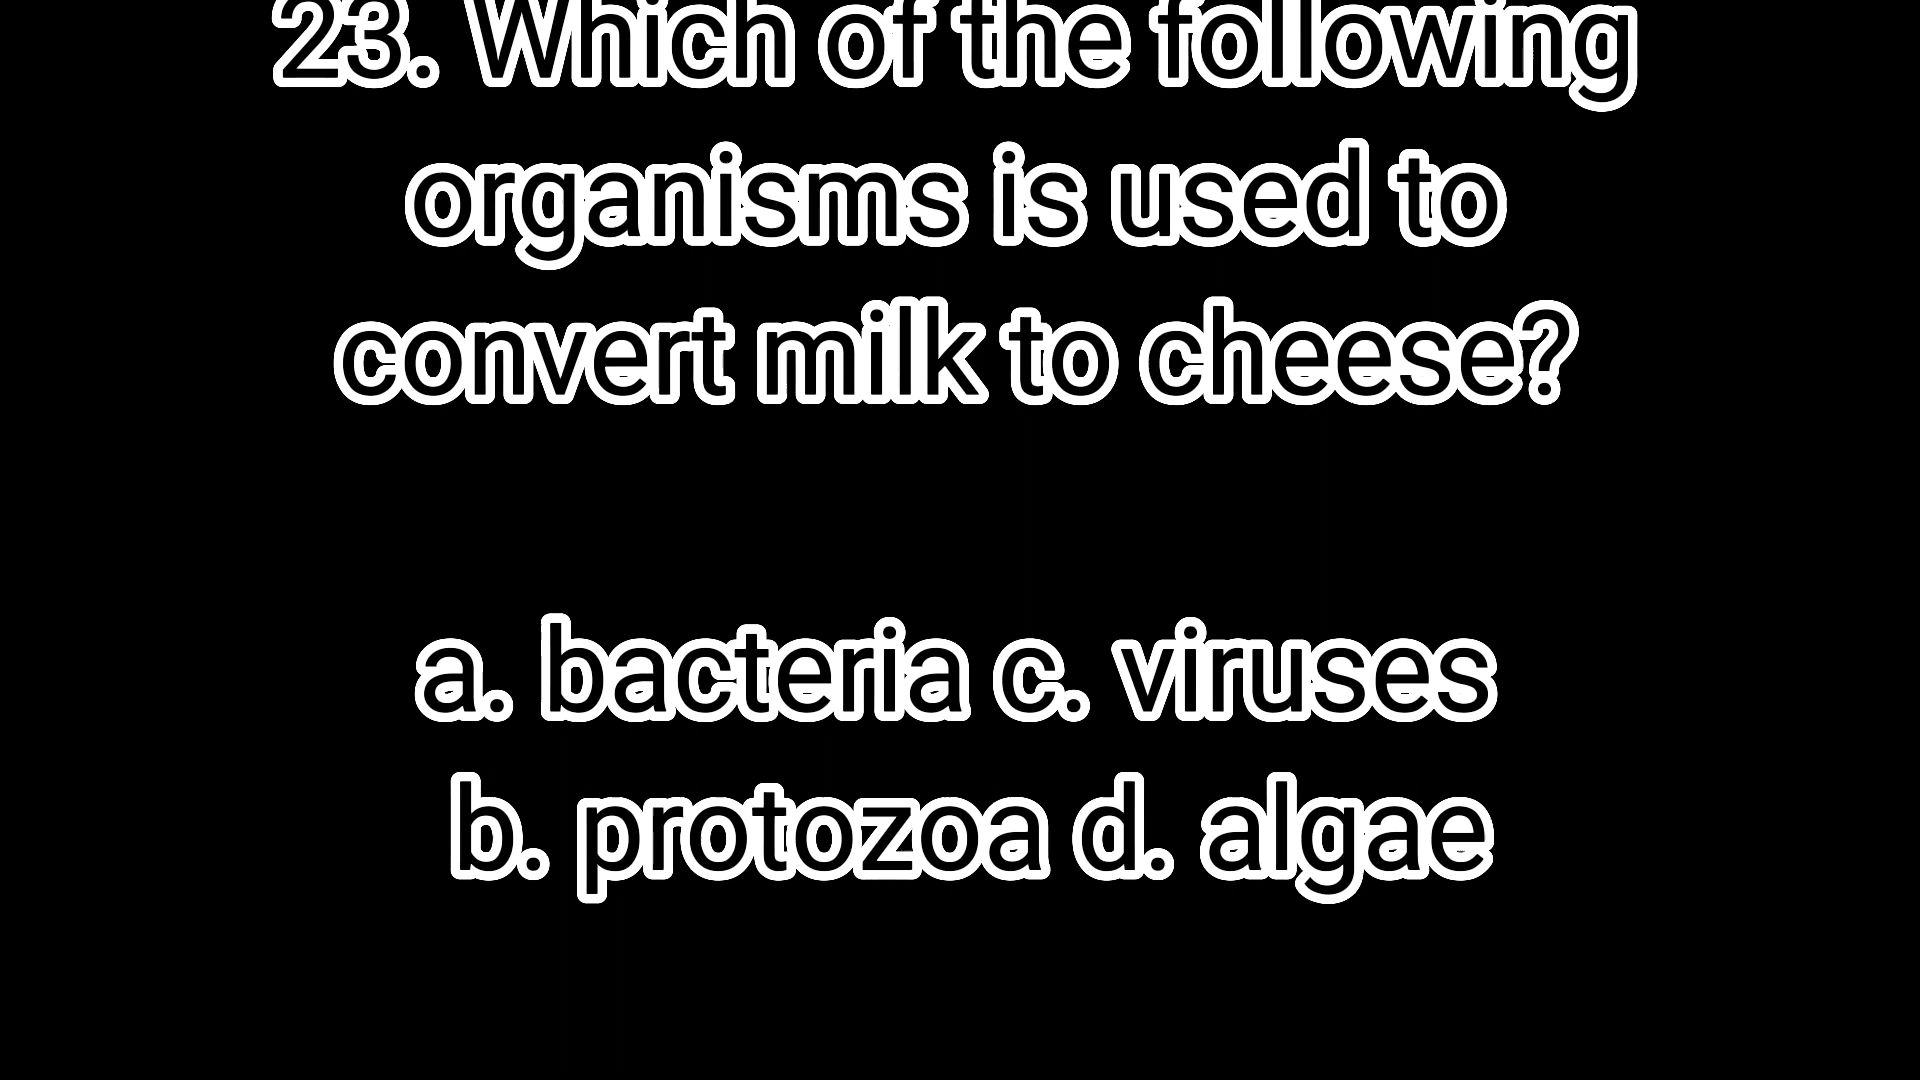 23. Which of the following
organisms is used to
convert milk to cheese?
a. bacteria c. viruses
b. protozoa d. algae